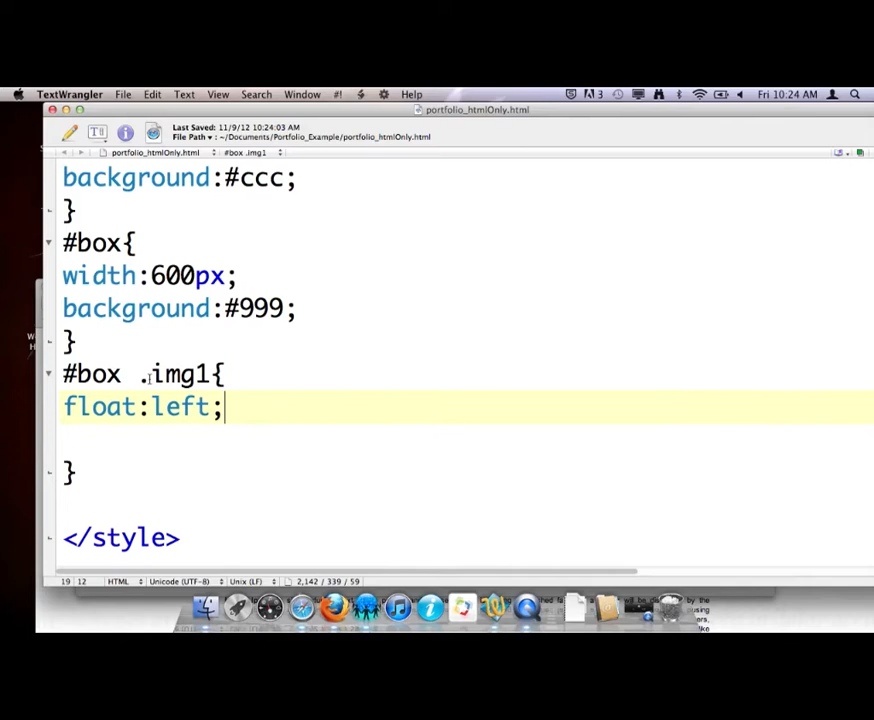 TextWrangler File Edit Text View Search Window #! Help 3 Fri 10:24 AM
portfolio_htmlOnly.html
Last Saved: 11/9/12 10:24:03 AM
File Path ▾ : ~/Documents/Portfolio_Example/portfolio_htmlOnly.html
portfolio_htmlOnly.html #box .img1
background:#ccc;
}
#box{
width:600px;
background:#999;
}
#box .img1{
float:left;
}
</style>
19 12 HTML Unicode (UTF-8) Unix (LF) 2,142 / 339 / 59
by the